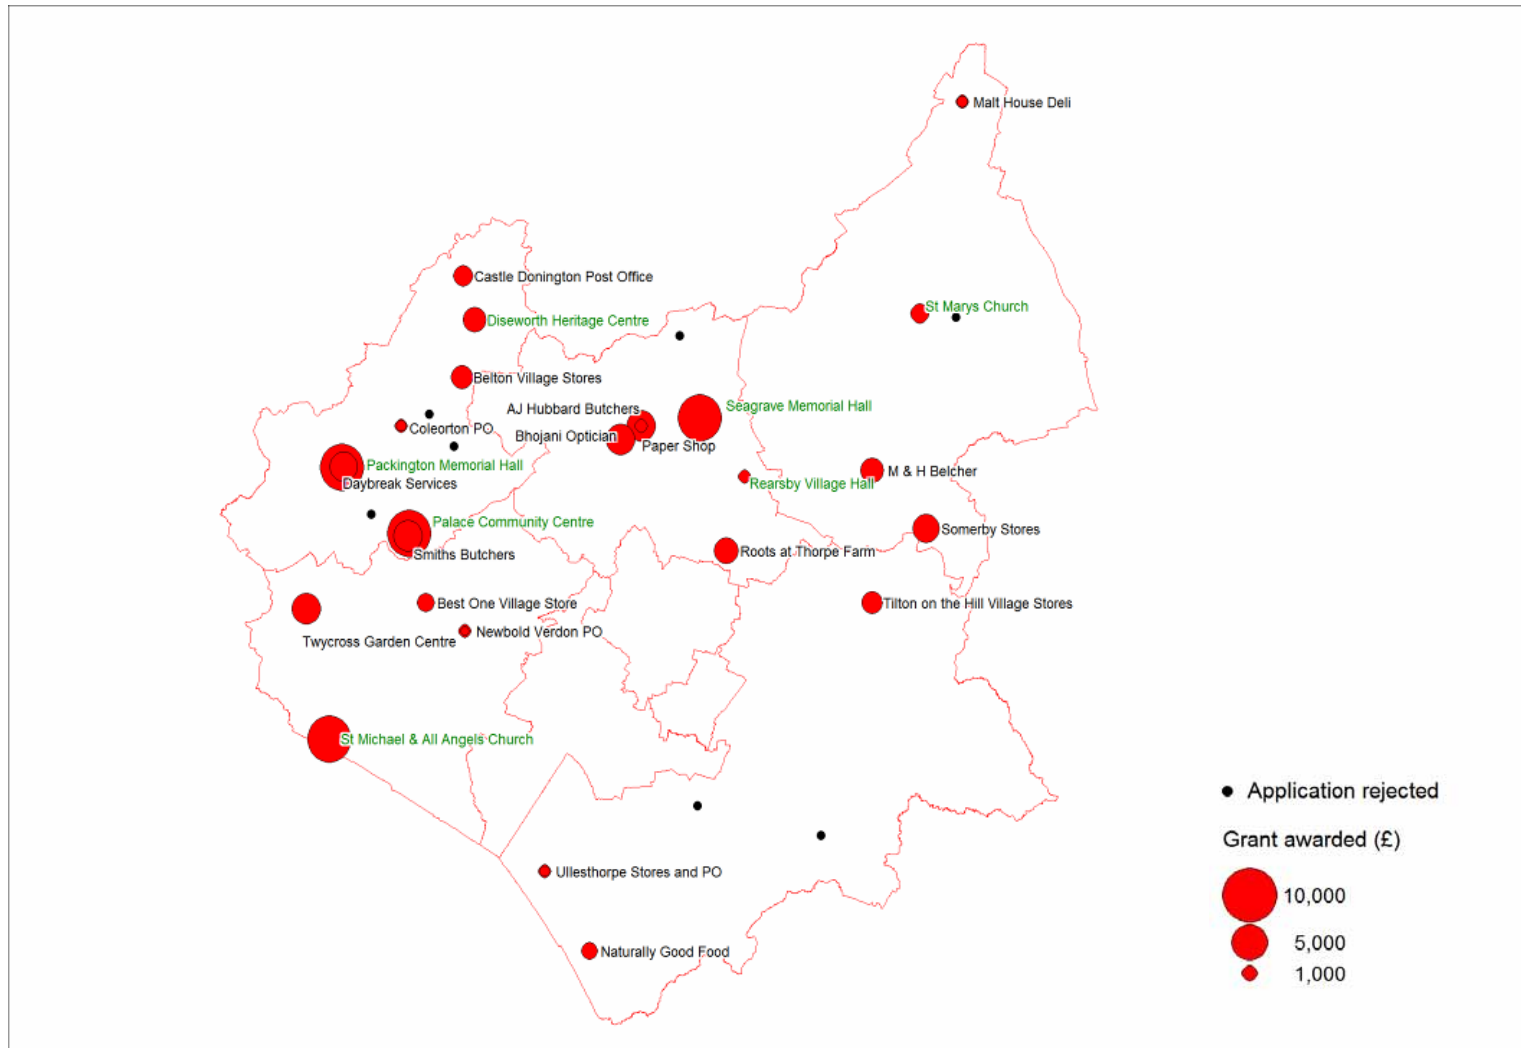 Malt House Deli
Castle Donington Post Office
St Marys Church
Diseworth Heritage Centre
Belton Village Stores
AJ Hubbard Butchers
Seagrave Memorial Hall
Coleorton PO
Bhojani Optician
Paper Shop
Packington Memorial Hall
M & H Belcher
Daybreak Services
Rearsby Village Hall
Palace Community Centre
Somerby Stores
Smiths Butchers
Roots at Thorpe Farm
Best One Village Store
Tilton on the Hill Village Stores
Newbold Verdon PO
Twycross Garden Centre
St Michael & All Angels Church
Application rejected
Grant awarded (£)
Ullesthorpe Stores and PO
10,000
5,000
Naturally Good Food
1,000